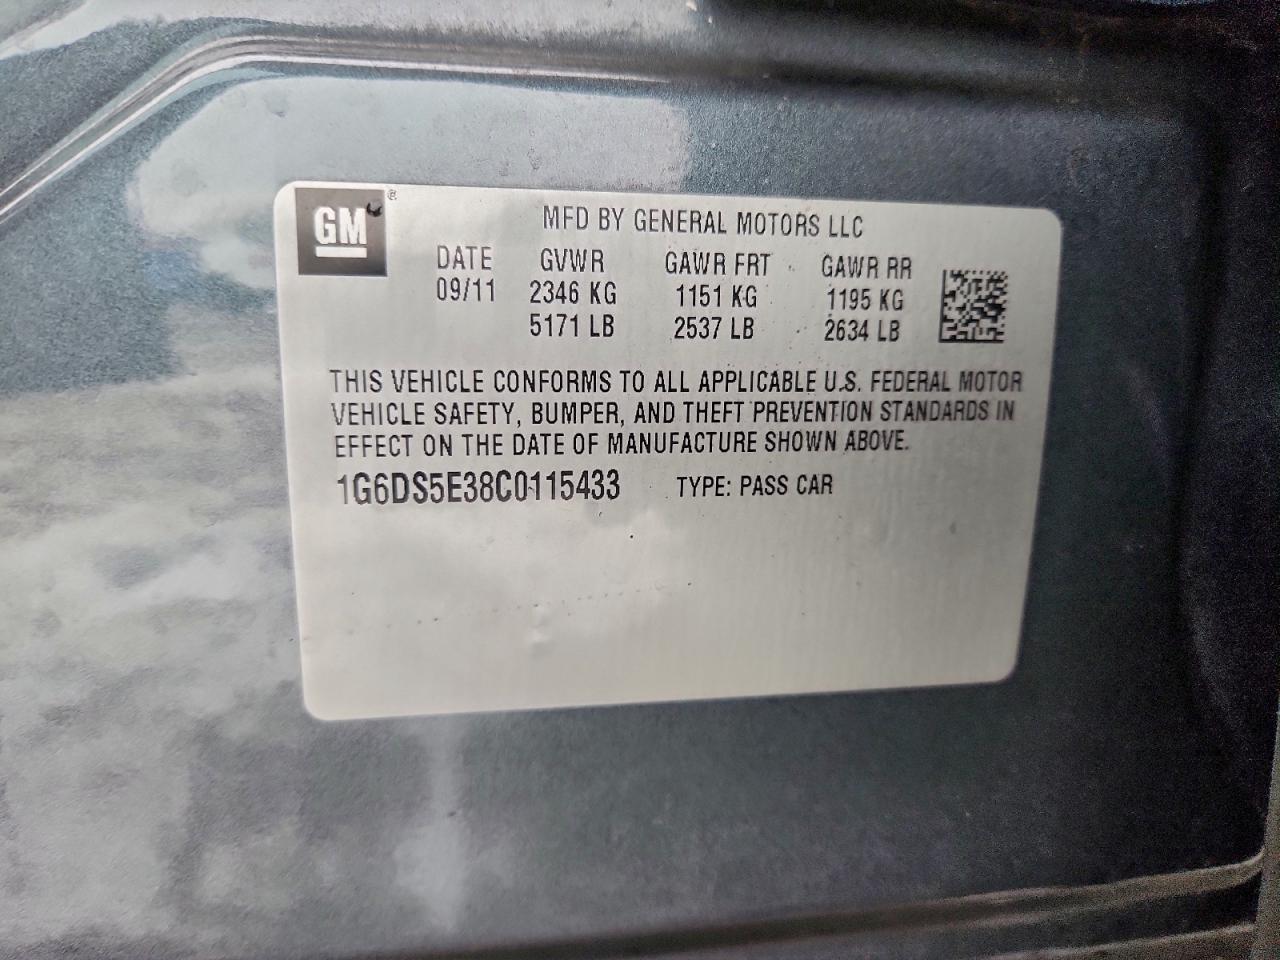 GM®
MFD BY GENERAL MOTORS LLC
DATE GVWR GAWR FRT GAWR RR
09/11 2346 KG 1151 KG 1195 KG
5171 LB 2537 LB 2634 LB
THIS VEHICLE CONFORMS TO ALL APPLICABLE U.S. FEDERAL MOTOR
VEHICLE SAFETY, BUMPER, AND THEFT PREVENTION STANDARDS IN
EFFECT ON THE DATE OF MANUFACTURE SHOWN ABOVE.
1G6DS5E38C0115433 TYPE: PASS CAR